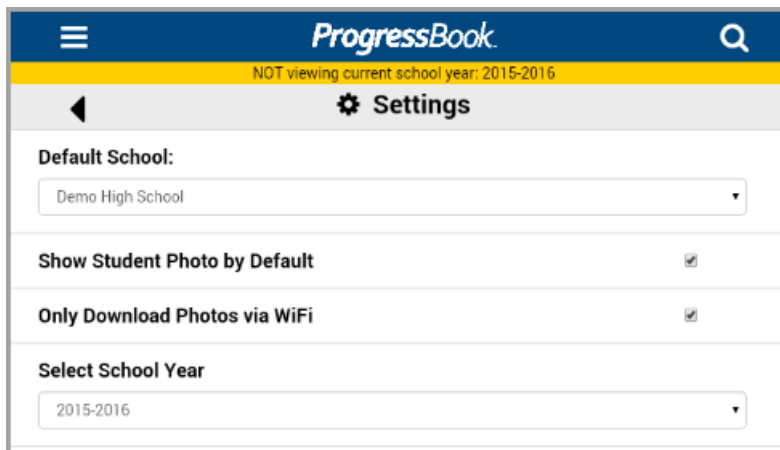 ProgressBook.
NOT viewing current school year: 2015-2016
Settings
Default School:
Demo High School
Show Student Photo by Default
Only Download Photos via WiFi
Select School Year
2015-2016